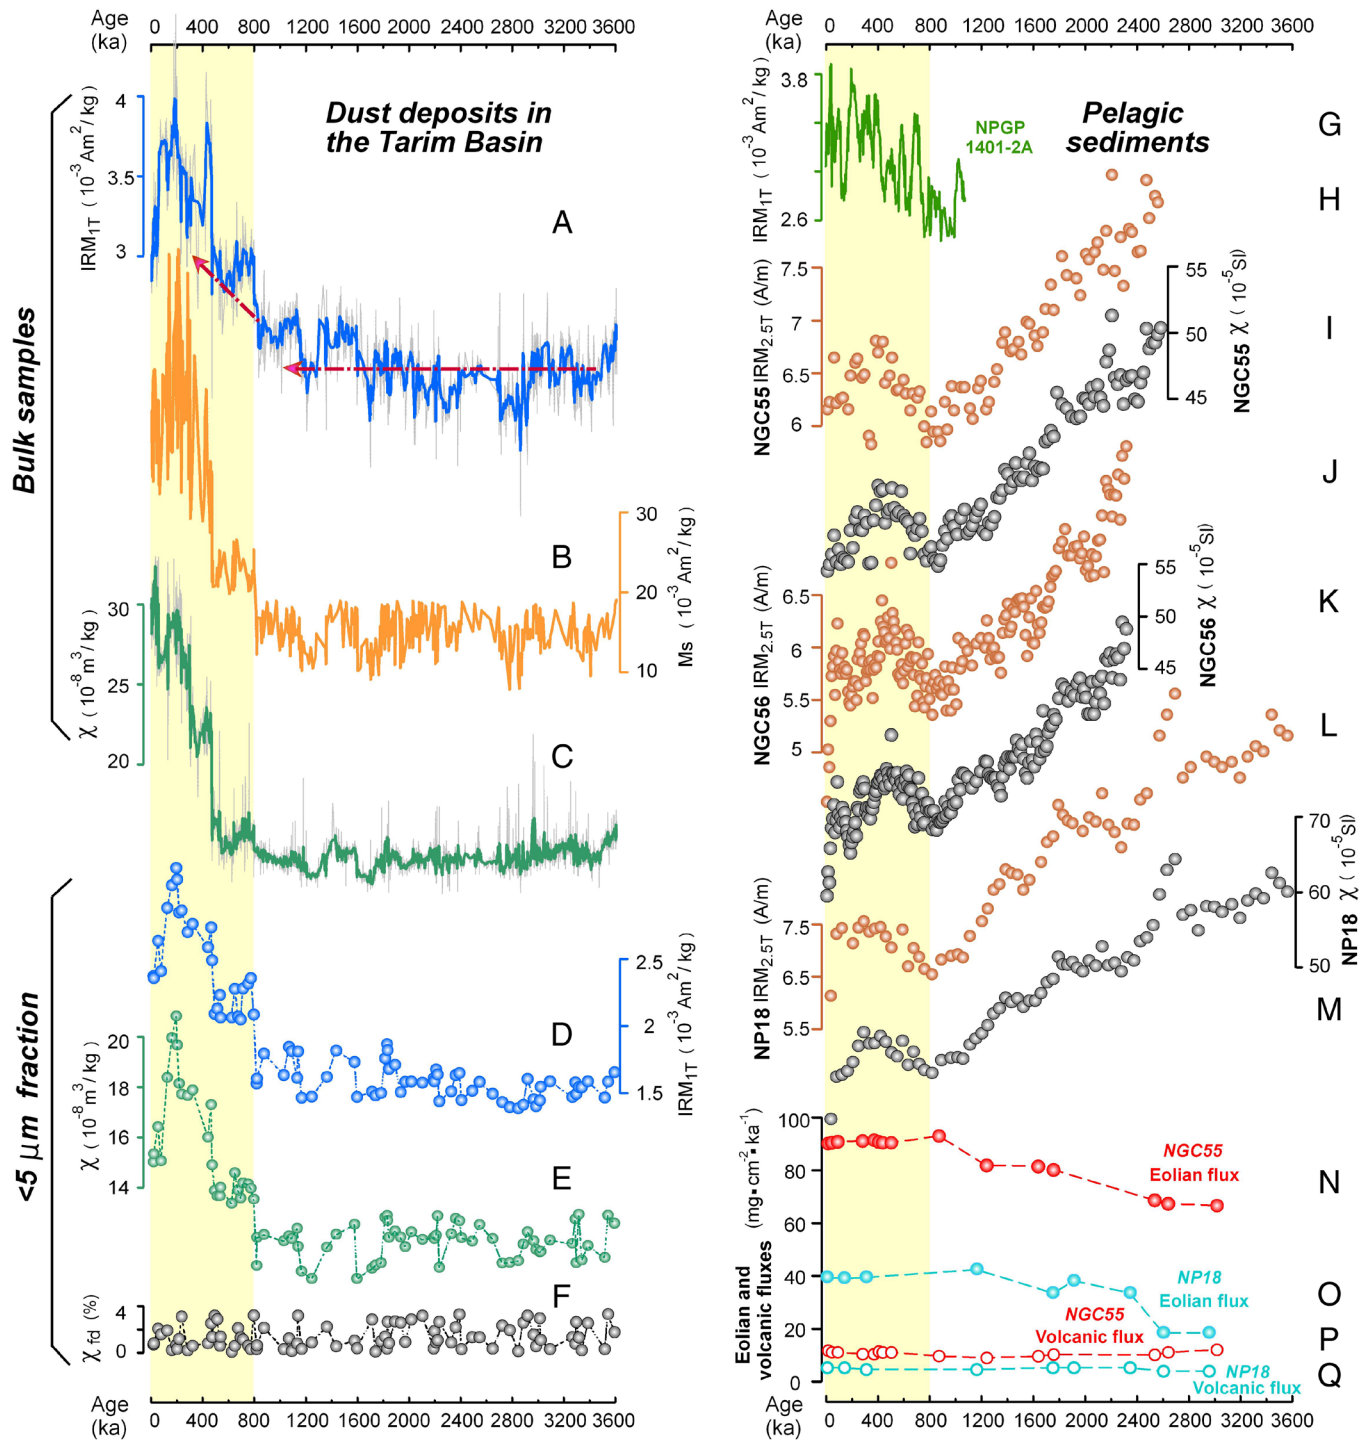 Age
(ka)
0 400 800 1200 1600 2000 2400 2800 3200 3600
Dust deposits in
the Tarim Basin
Bulk samples
<5 μm fraction
4
3.5
3
IRM1T ( 10-3 Am2 / kg )
A
B
30
20
10
Ms ( 10-3 Am2 / kg )
30
25
20
χ ( 10-8 m3 / kg )
C
2.5
2
1.5
IRM1T ( 10-3 Am2 / kg )
D
20
18
16
14
χ ( 10-8 m3 / kg )
E
F
4
2
0
χfd (%)
Age
(ka)
0 400 800 1200 1600 2000 2400 2800 3200 3600
Age
(ka)
0 400 800 1200 1600 2000 2400 2800 3200 3600
3.8
2.6
IRM1T ( 10-3 Am2 / kg )
NPGP
1401-2A
Pelagic
sediments
G
H
7.5
7
6.5
6
NGC55 IRM2.5T (A/m)
55
50
45
NGC55 χ ( 10-5 SI)
I
J
6.5
6
5.5
5
NGC56 IRM2.5T (A/m)
55
50
45
NGC56 χ ( 10-5 SI)
K
L
7.5
6.5
5.5
NP18 IRM2.5T (A/m)
70
60
50
NP18 χ ( 10-5 SI)
M
100
80
60
40
20
0
Eolian and
volcanic fluxes (mg▪cm-2▪ka-1)
NGC55
Eolian flux
N
NP18
Eolian flux
O
NGC55
Volcanic flux
P
NP18
Volcanic flux
Q
Age
(ka)
0 400 800 1200 1600 2000 2400 2800 3200 3600